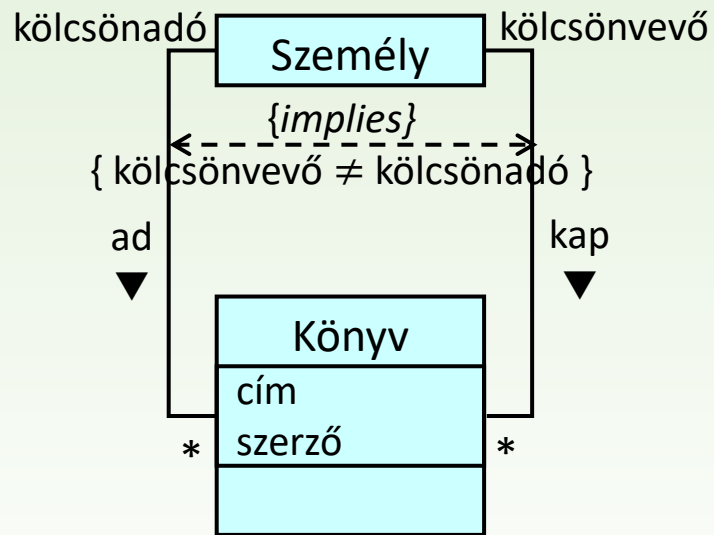 kölcsönadó
Személy
kölcsönvevő
{implies}
{ kölcsönvevő ≠ kölcsönadó }
ad
kap
▼
▼
Könyv
cím
szerző
*
*